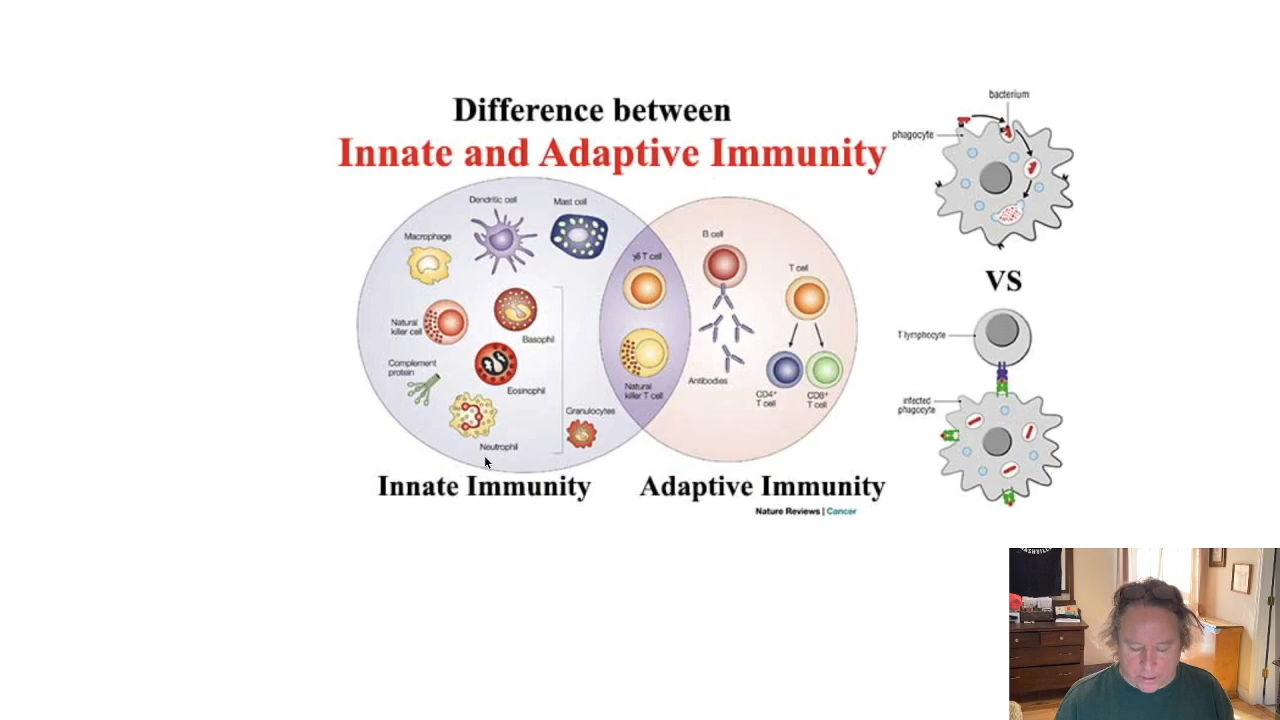 Difference between
Innate and Adaptive Immunity
Dendritic cell
Mast cell
Macrophage
Natural
killer cell
Basophil
Complement
protein
Eosinophil
Granulocytes
Neutrophil
γδ T cell
Natural
killer T cell
B cell
T cell
Antibodies
CD4+
T cell
CD8+
T cell
Innate Immunity
Adaptive Immunity
Nature Reviews | Cancer
bacterium
phagocyte
VS
T lymphocyte
infected
phagocyte
NASHVILLE